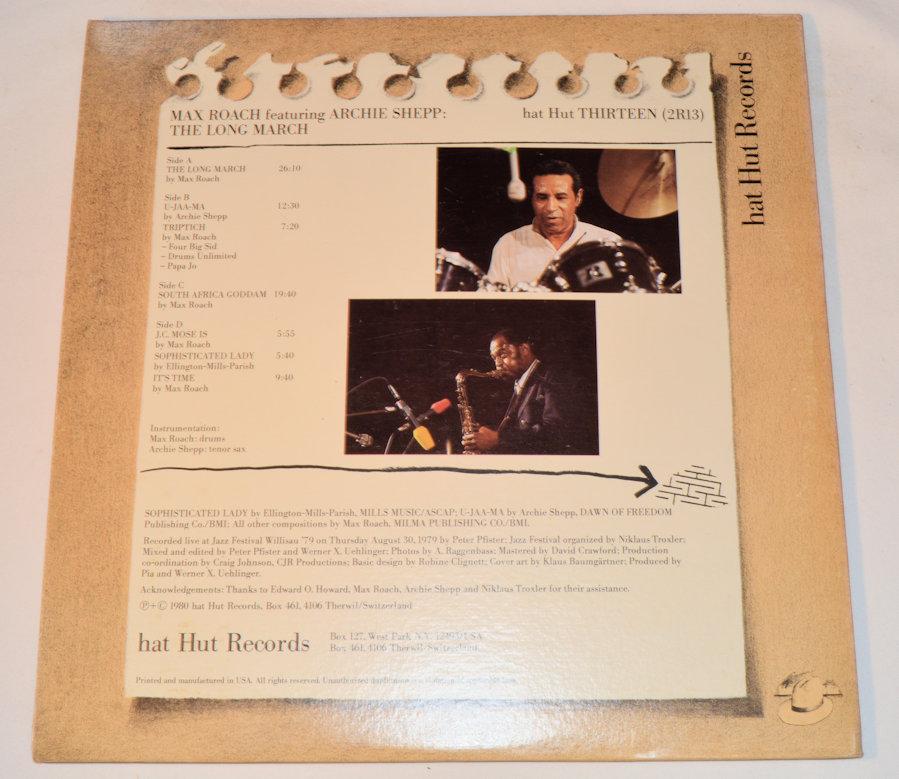 MAX ROACH featuring ARCHIE SHEPP: hat Hut THIRTEEN (2R13)
THE LONG MARCH
hat Hut Records
Side A
THE LONG MARCH 26:10
by Max Roach
Side B
U-JAA-MA 12:30
by Archie Shepp
TRIPTICH 7:20
by Max Roach
– Four Big Sid
– Drums Unlimited
– Papa Jo
Side C
SOUTH AFRICA GODDAM 19:40
by Max Roach
Side D
J.C. MOSE IS 5:55
by Max Roach
SOPHISTICATED LADY 5:40
by Ellington-Mills-Parish
IT'S TIME 9:40
by Max Roach
Instrumentation:
Max Roach: drums
Archie Shepp: tenor sax
SOPHISTICATED LADY by Ellington-Mills-Parish, MILLS MUSIC/ASCAP; U-JAA-MA by Archie Shepp, DAWN OF FREEDOM
Publishing Co./BMI: All other compositions by Max Roach, MILMA PUBLISHING CO./BMI.
Recorded live at Jazz Festival Willisau '79 on Thursday August 30, 1979 by Peter Pfister; Jazz Festival organized by Niklaus Troxler;
Mixed and edited by Peter Pfister and Werner X. Uehlinger; Photos by A. Raggenbass; Mastered by David Crawford; Production
co-ordination by Craig Johnson, CJR Productions; Basic design by Robine Clignett; Cover art by Klaus Baumgärtner; Produced by
Pia and Werner X. Uehlinger.
Acknowledgements: Thanks to Edward O. Howard, Max Roach, Archie Shepp and Niklaus Troxler for their assistance.
Ⓟ+© 1980 hat Hut Records, Box 461, 4106 Therwil/Switzerland
hat Hut Records
Box 127, West Park N.Y. 12493/USA
Box 461, 4106 Therwil/Switzerland
Printed and manufactured in USA. All rights reserved. Unauthorized duplication is a violation of applicable laws.